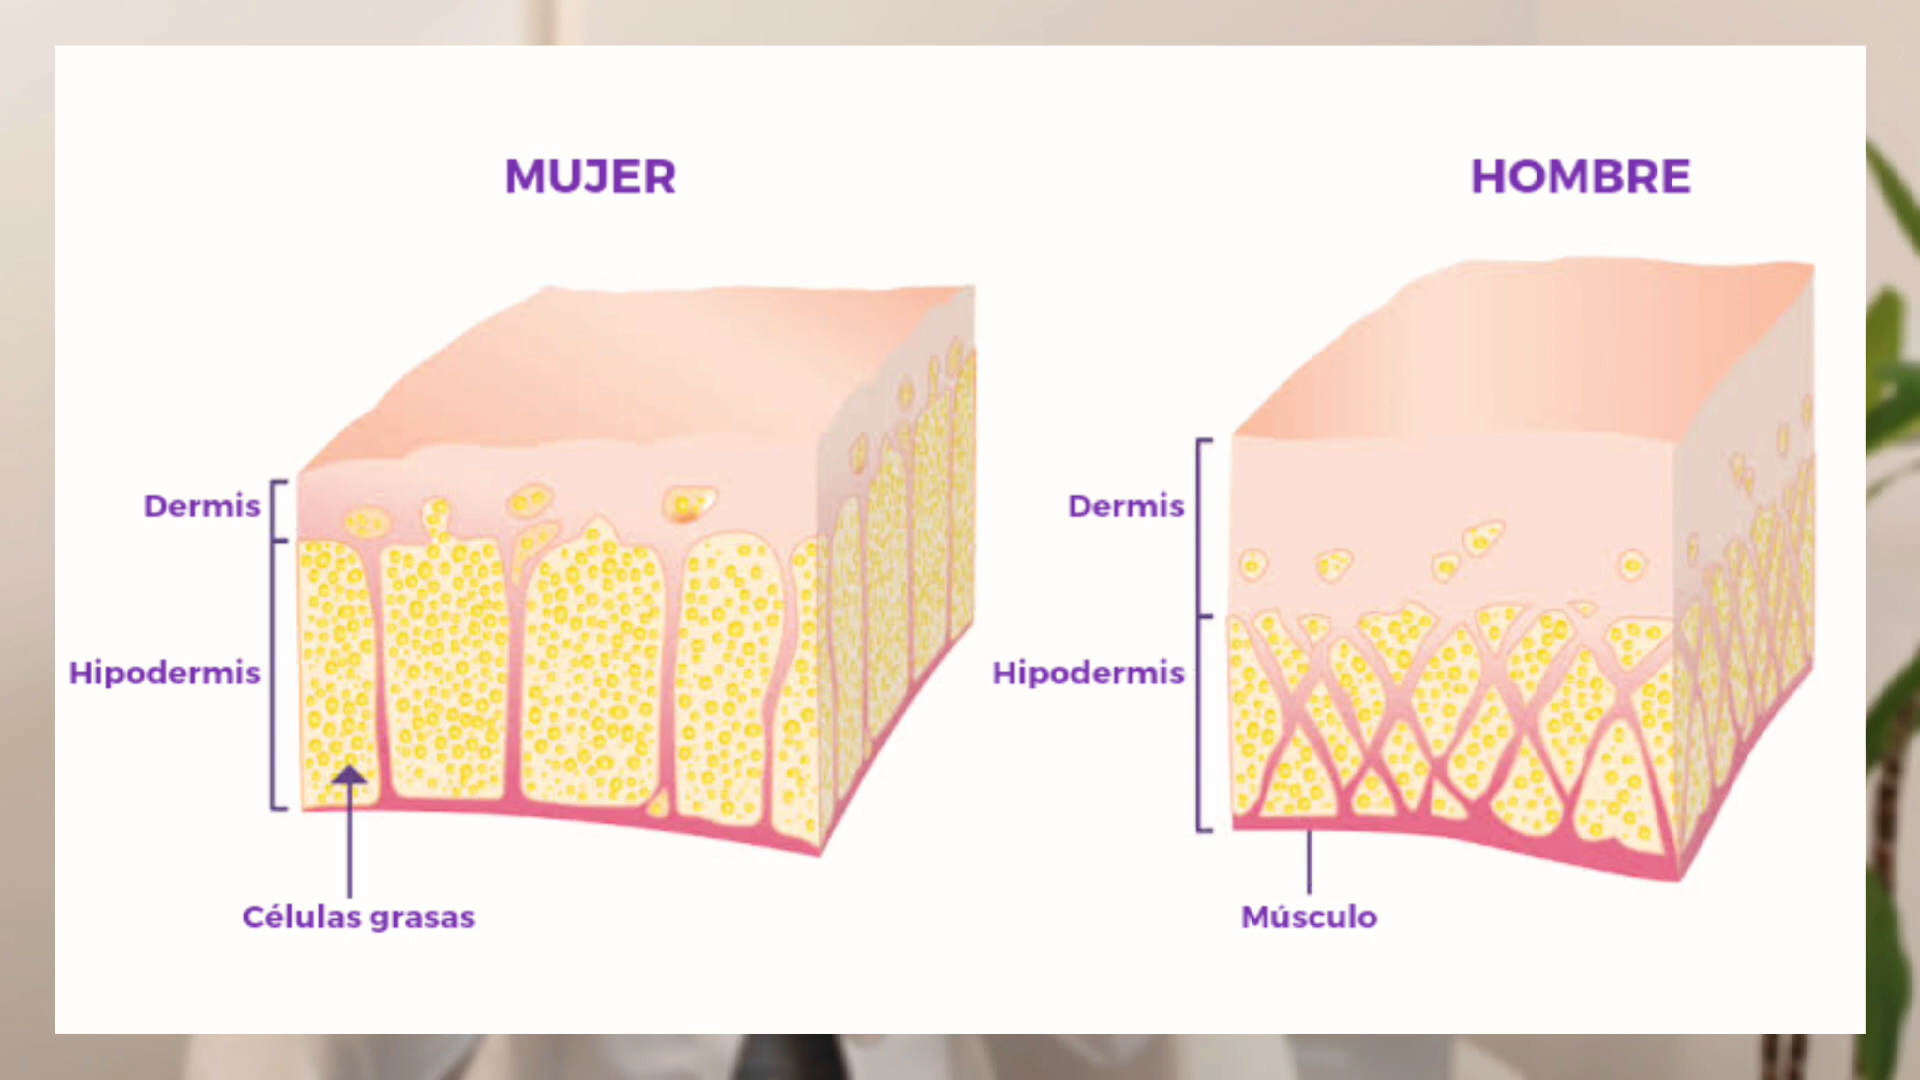 MUJER
HOMBRE
Dermis
Dermis
Hipodermis
Hipodermis
Células grasas
Músculo